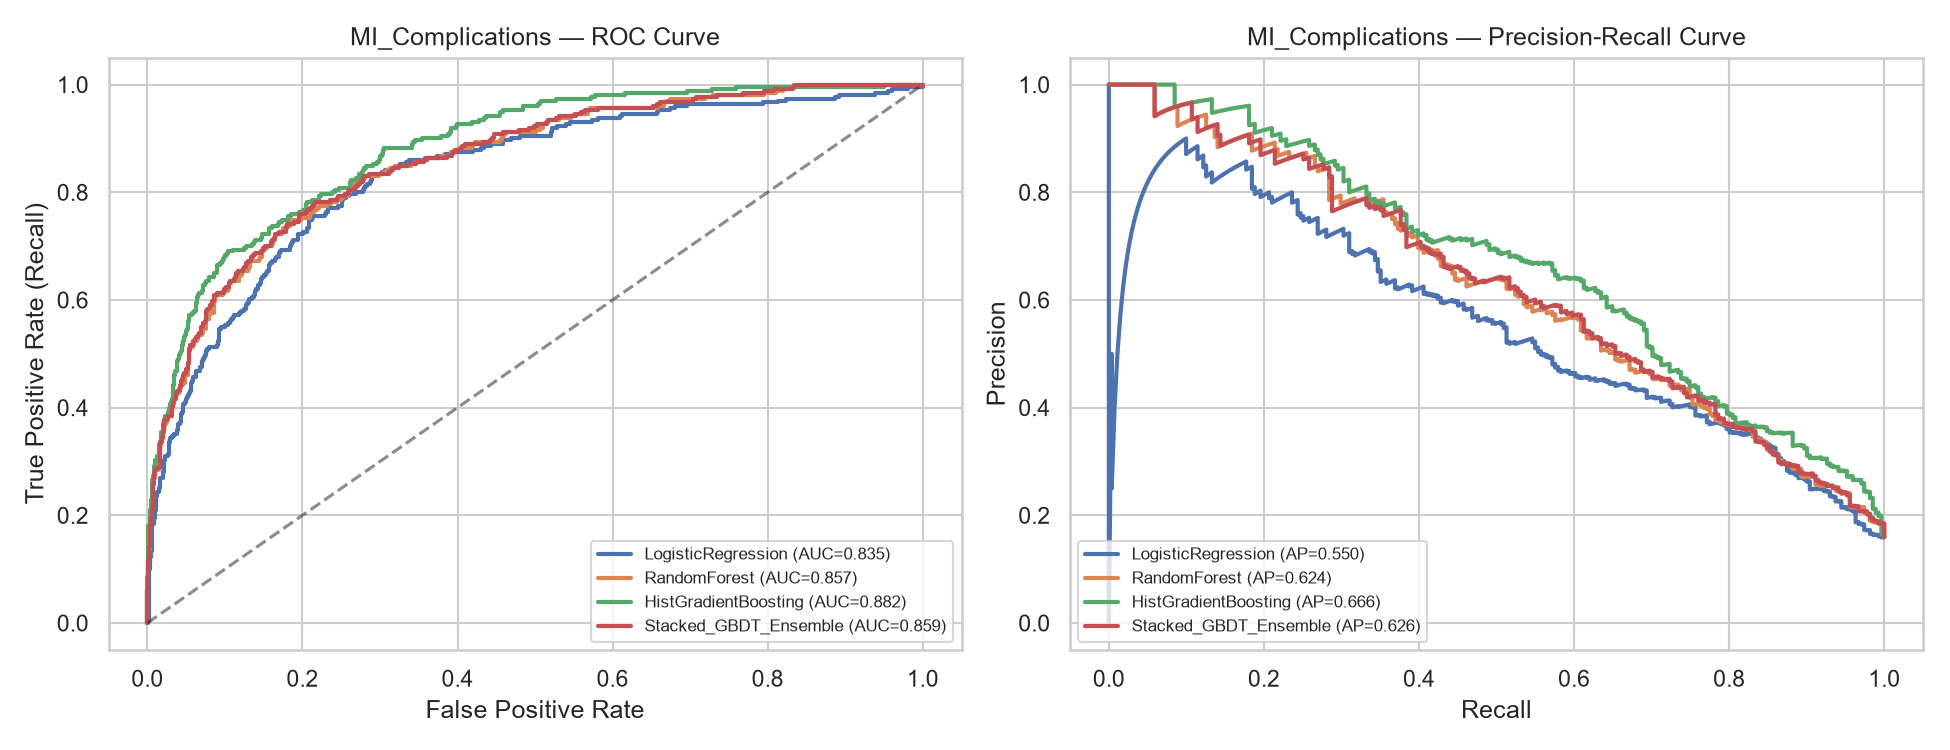 MI_Complications — ROC Curve
True Positive Rate (Recall)
1.0
0.8
0.6
0.4
0.2
0.0
LogisticRegression (AUC=0.835)
RandomForest (AUC=0.857)
HistGradientBoosting (AUC=0.882)
Stacked_GBDT_Ensemble (AUC=0.859)
0.0 0.2 0.4 0.6 0.8 1.0
False Positive Rate
MI_Complications — Precision-Recall Curve
Precision
1.0
0.8
0.6
0.4
0.2
0.0
LogisticRegression (AP=0.550)
RandomForest (AP=0.624)
HistGradientBoosting (AP=0.666)
Stacked_GBDT_Ensemble (AP=0.626)
0.0 0.2 0.4 0.6 0.8 1.0
Recall